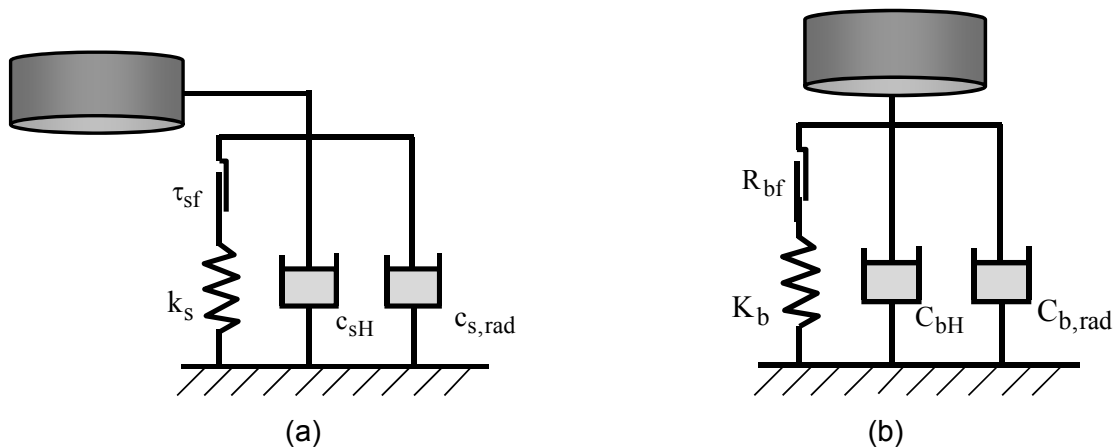 τsf
ks
csH
cs,rad
(a)
Rbf
Kb
CbH
Cb,rad
(b)